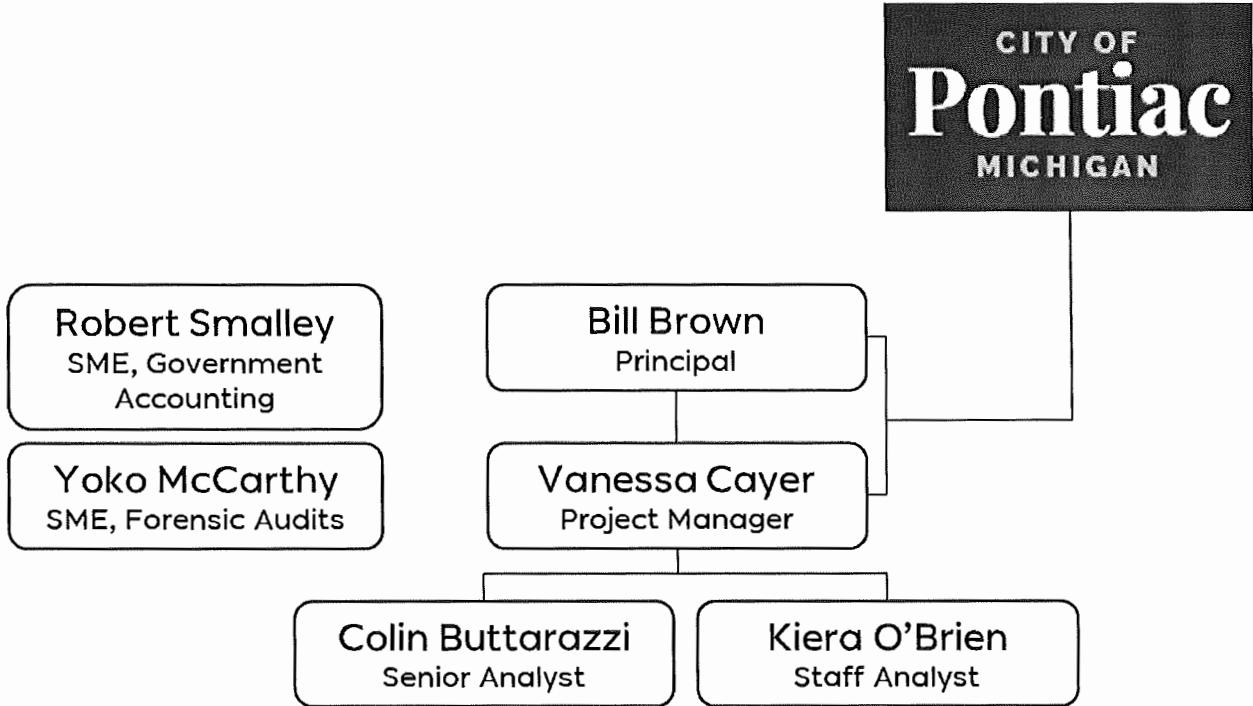 CITY OF
Pontiac
MICHIGAN
Robert Smalley
SME, Government
Accounting
Bill Brown
Principal
Yoko McCarthy
SME, Forensic Audits
Vanessa Cayer
Project Manager
Colin Buttarazzi
Senior Analyst
Kiera O'Brien
Staff Analyst